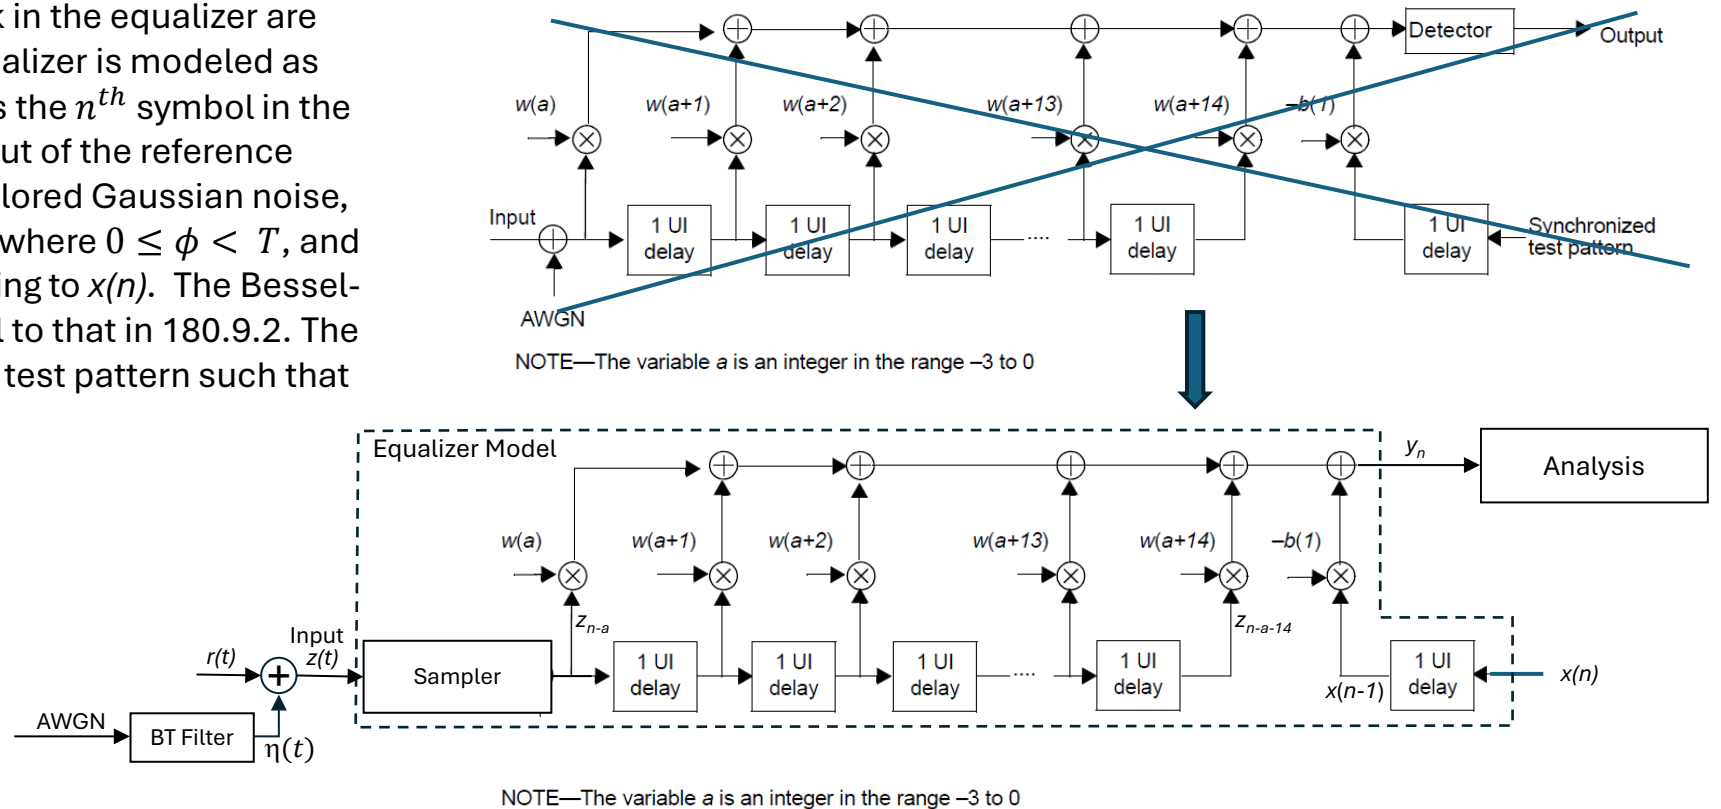 k in the equalizer are
alizer is modeled as
s the nth symbol in the
ut of the reference
lored Gaussian noise,
where 0 ≤ ϕ < T, and
ing to x(n). The Bessel-
l to that in 180.9.2. The
test pattern such that
Detector
Output
w(a)
w(a+1)
w(a+2)
w(a+13)
w(a+14)
–b(1)
Input
1 UI
delay
1 UI
delay
1 UI
delay
....
1 UI
delay
1 UI
delay
Synchronized
test pattern
AWGN
NOTE—The variable a is an integer in the range –3 to 0
Equalizer Model
yn
Analysis
w(a)
w(a+1)
w(a+2)
w(a+13)
w(a+14)
–b(1)
zn-a
zn-a-14
Input
r(t)
z(t)
Sampler
1 UI
delay
1 UI
delay
1 UI
delay
....
1 UI
delay
x(n-1)
1 UI
delay
x(n)
AWGN
BT Filter
η(t)
NOTE—The variable a is an integer in the range –3 to 0